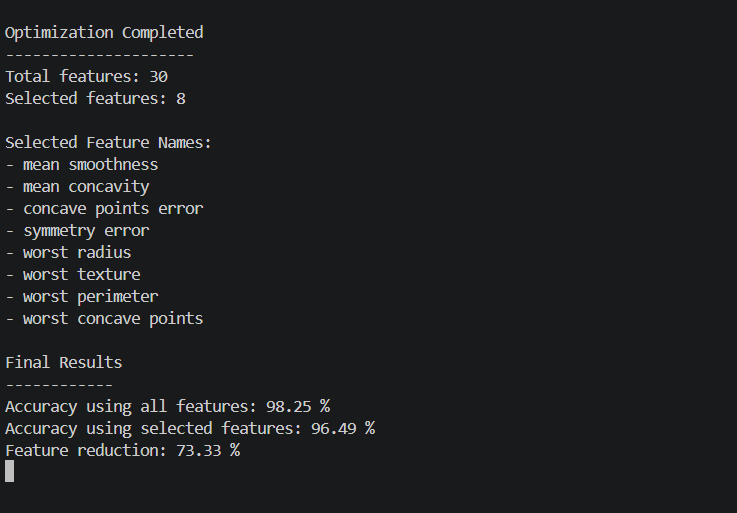 Optimization Completed
---------------------
Total features: 30
Selected features: 8
Selected Feature Names:
- mean smoothness
- mean concavity
- concave points error
- symmetry error
- worst radius
- worst texture
- worst perimeter
- worst concave points
Final Results
------------
Accuracy using all features: 98.25 %
Accuracy using selected features: 96.49 %
Feature reduction: 73.33 %